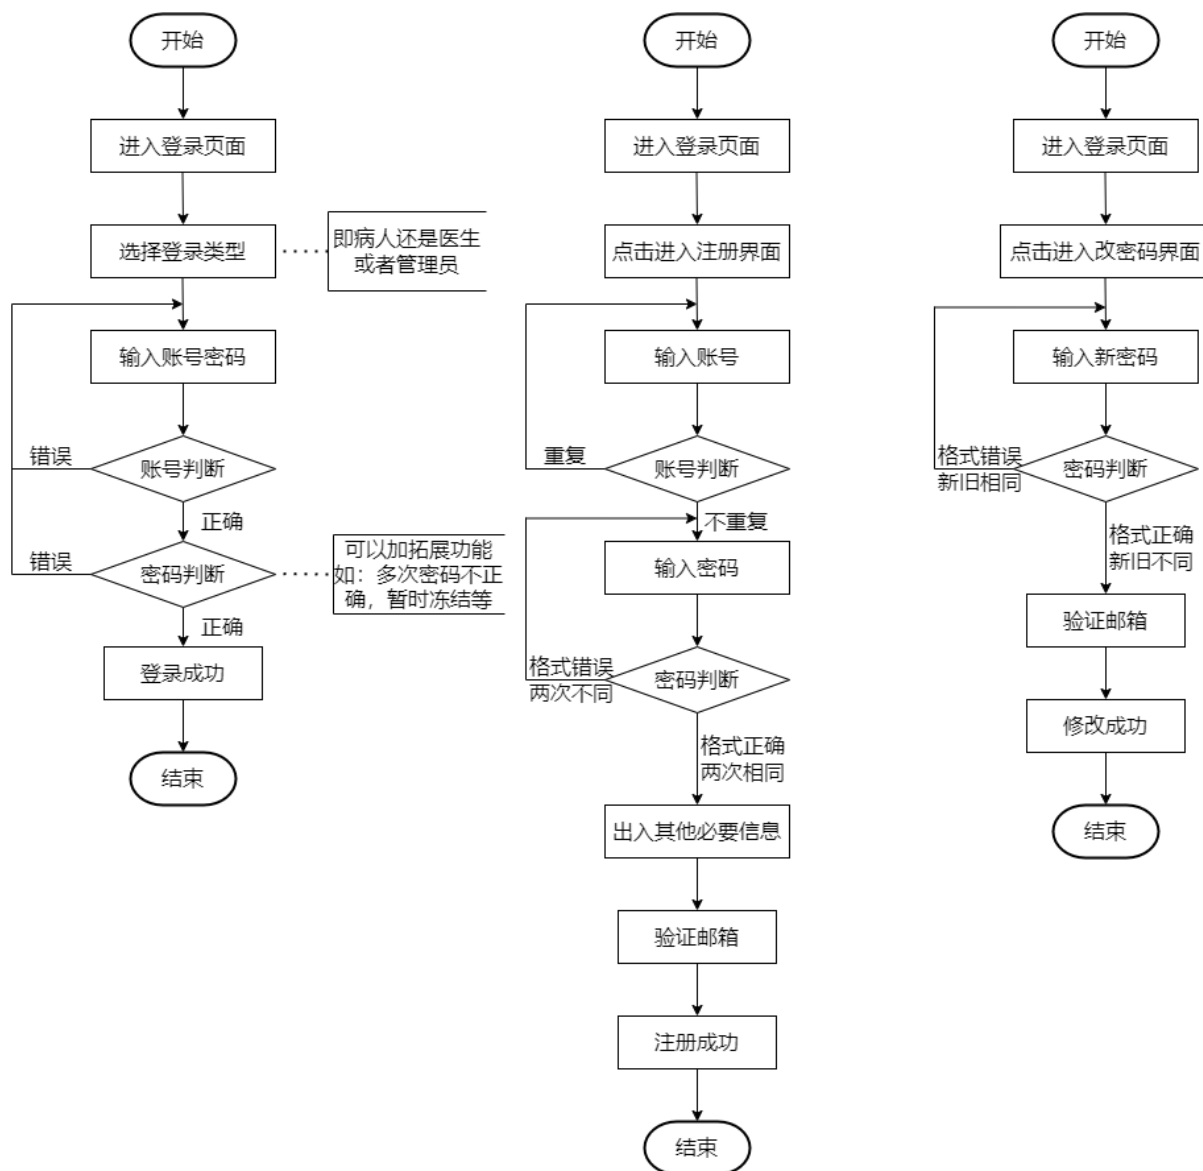 开始
进入登录页面
选择登录类型
即病人还是医生
或者管理员
输入账号密码
错误
账号判断
正确
错误
密码判断
可以加拓展功能
如：多次密码不正
确，暂时冻结等
正确
登录成功
结束
开始
进入登录页面
点击进入注册界面
输入账号
重复
账号判断
不重复
输入密码
格式错误
两次不同
密码判断
格式正确
两次相同
出入其他必要信息
验证邮箱
注册成功
结束
开始
进入登录页面
点击进入改密码界面
输入新密码
格式错误
新旧相同
密码判断
格式正确
新旧不同
验证邮箱
修改成功
结束